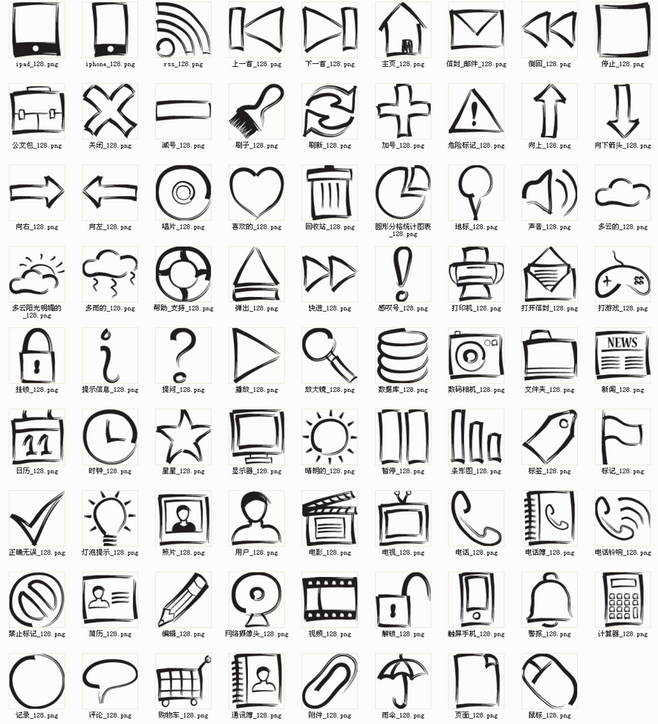 ipad_128.png
iphone_128.png
rss_128.png
上一首_128.png
下一首_128.png
主页_128.png
信封_邮件_128.png
倒回_128.png
停止_128.png
公文包_128.png
关闭_128.png
减号_128.png
刷子_128.png
刷新_128.png
加号_128.png
危险标记_128.png
向上_128.png
向下箭头_128.png
向右_128.png
向左_128.png
唱片_128.png
喜欢的_128.png
回收站_128.png
圆形分格统计图表
_128.png
地标_128.png
声音_128.png
多云的_128.png
多云阳光明媚的
_128.png
多雨的_128.png
帮助_支持_128.png
弹出_128.png
快进_128.png
感叹号_128.png
打印机_128.png
打开信封_128.png
打游戏_128.png
挂锁_128.png
提示信息_128.png
提问_128.png
播放_128.png
放大镜_128.png
数据库_128.png
数码相机_128.png
文件夹_128.png
NEWS
新闻_128.png
11
日历_128.png
时钟_128.png
星星_128.png
显示器_128.png
晴朗的_128.png
暂停_128.png
条形图_128.png
标签_128.png
标记_128.png
正确无误_128.png
灯泡提示_128.png
照片_128.png
用户_128.png
电影_128.png
电视_128.png
电话_128.png
电话簿_128.png
电话铃响_128.png
禁止标记_128.png
简历_128.png
编辑_128.png
网络摄像头_128.png
视频_128.png
解锁_128.png
触屏手机_128.png
警报_128.png
计算器_128.png
记录_128.png
评论_128.png
购物车_128.png
通讯簿_128.png
附件_128.png
雨伞_128.png
页面_128.png
鼠标_128.png